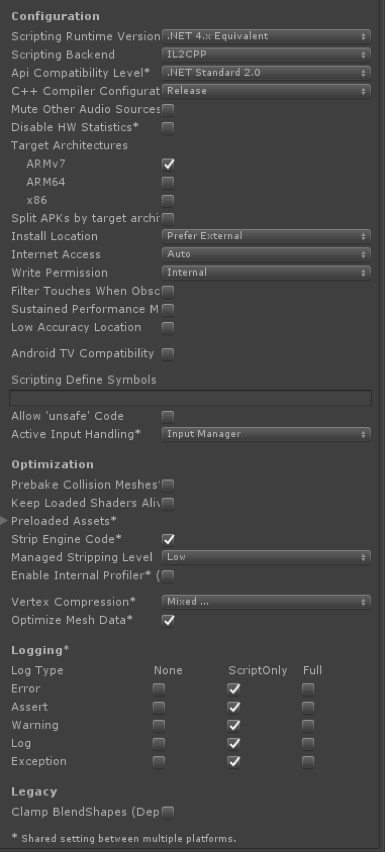 Configuration
Scripting Runtime Version .NET 4.x Equivalent
Scripting Backend IL2CPP
Api Compatibility Level* .NET Standard 2.0
C++ Compiler Configurat Release
Mute Other Audio Sources
Disable HW Statistics*
Target Architectures
ARMv7
ARM64
x86
Split APKs by target archi
Install Location Prefer External
Internet Access Auto
Write Permission Internal
Filter Touches When Obsc
Sustained Performance M
Low Accuracy Location
Android TV Compatibility
Scripting Define Symbols
Allow 'unsafe' Code
Active Input Handling* Input Manager
Optimization
Prebake Collision Meshes*
Keep Loaded Shaders Aliv
Preloaded Assets*
Strip Engine Code*
Managed Stripping Level Low
Enable Internal Profiler* (
Vertex Compression* Mixed ...
Optimize Mesh Data*
Logging*
Log Type None ScriptOnly Full
Error
Assert
Warning
Log
Exception
Legacy
Clamp BlendShapes (Dep
* Shared setting between multiple platforms.